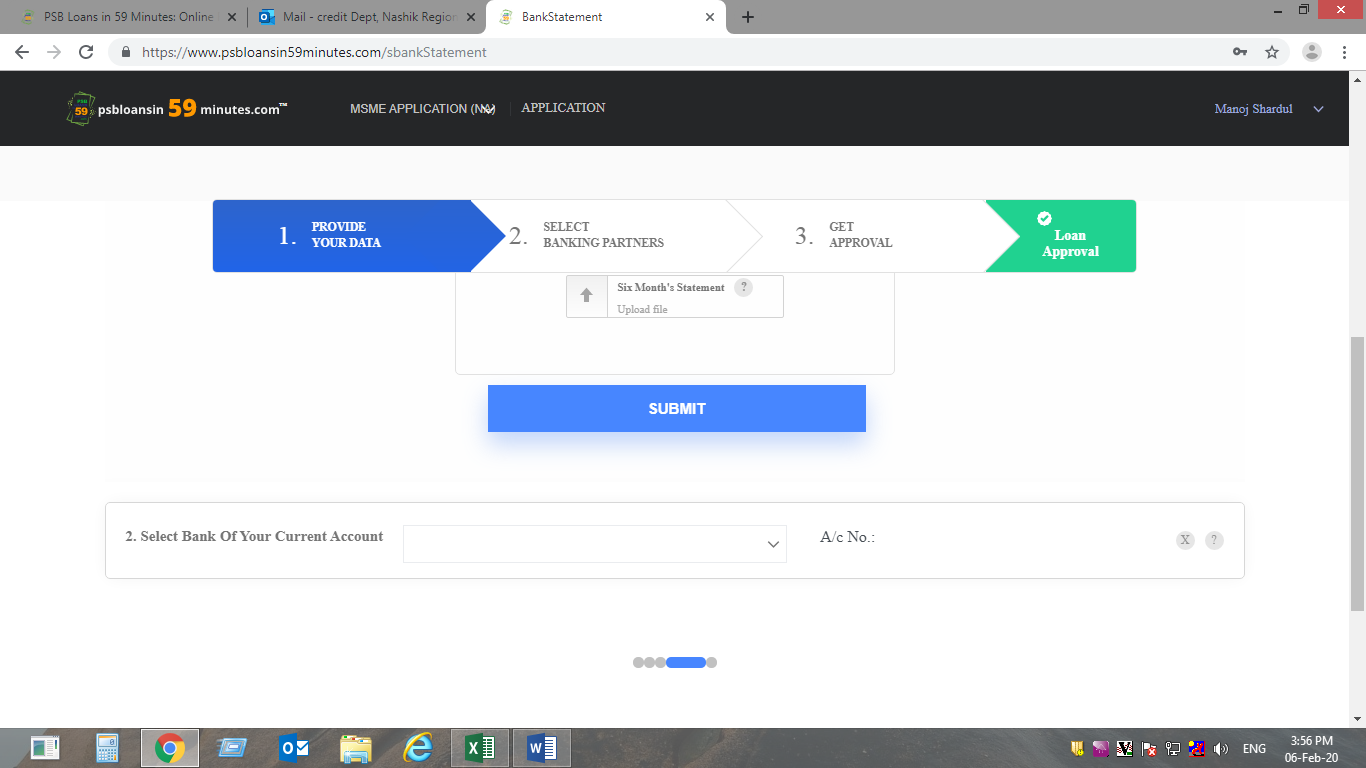 PSB Loans in 59 Minutes: Online
Mail - credit Dept, Nashik Region
BankStatement
https://www.psbloansin59minutes.com/sbankStatement
PSB
59
psbloansin 59 minutes.com™
MSME APPLICATION (NA)
APPLICATION
Manoj Shardul
1. PROVIDE
YOUR DATA
2. SELECT
BANKING PARTNERS
3. GET
APPROVAL
Loan
Approval
Six Month's Statement ?
Upload file
SUBMIT
2. Select Bank Of Your Current Account
A/c No.:
X ?
ENG
3:56 PM
06-Feb-20